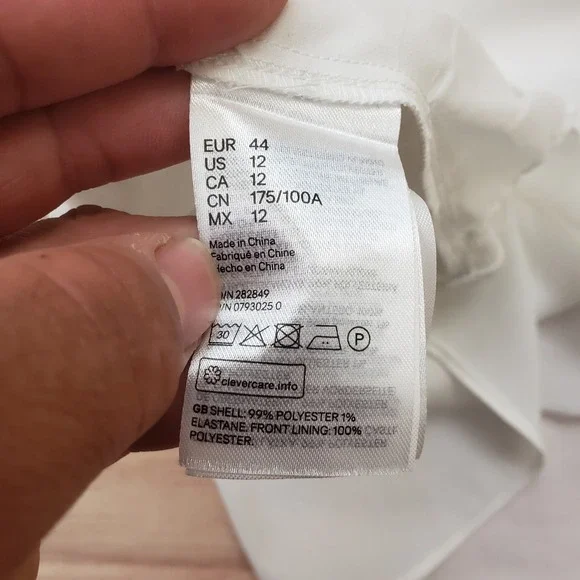 EUR 44
US 12
CA 12
CN 175/100A
MX 12
Made in China
Fabriqué en Chine
Hecho en China
/N 282849
/N 0793025 0
30
P
clevercare.info
GB SHELL: 99% POLYESTER 1%
ELASTANE. FRONT LINING: 100%
POLYESTER.